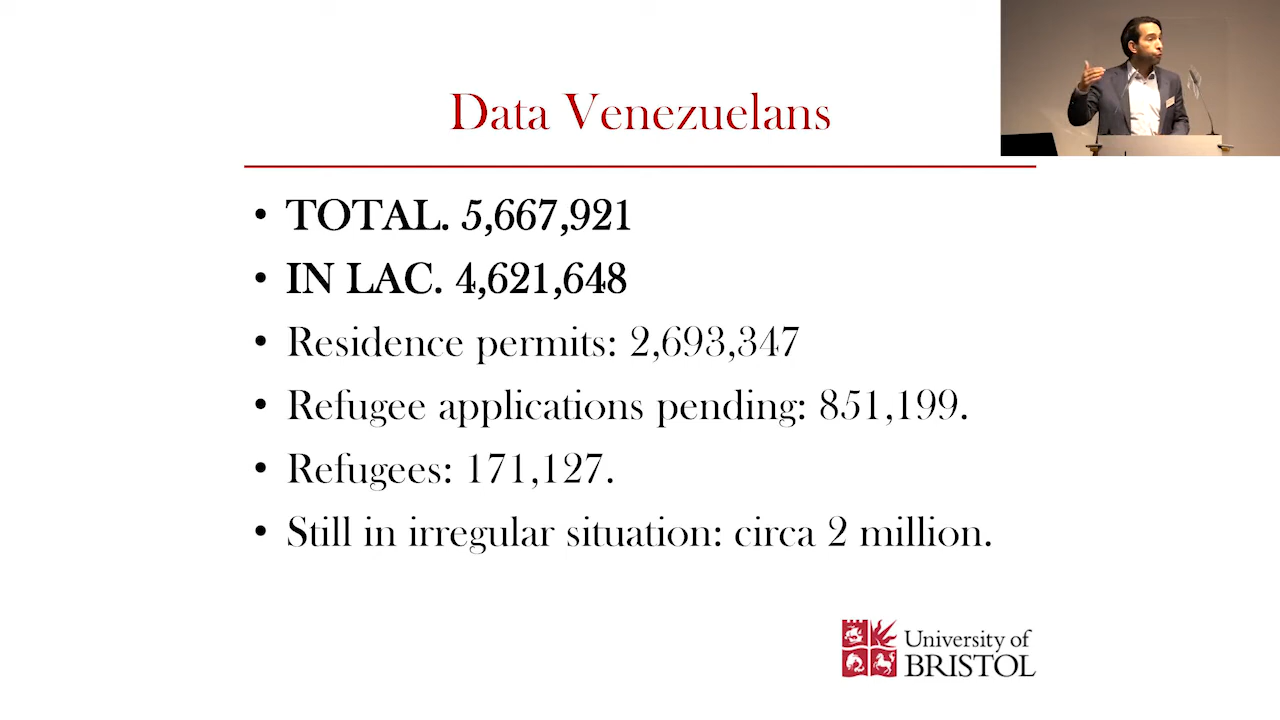 Data Venezuelans
• TOTAL. 5,667,921
• IN LAC. 4,621,648
• Residence permits: 2,693,347
• Refugee applications pending: 851,199.
• Refugees: 171,127.
• Still in irregular situation: circa 2 million.
University of
BRISTOL